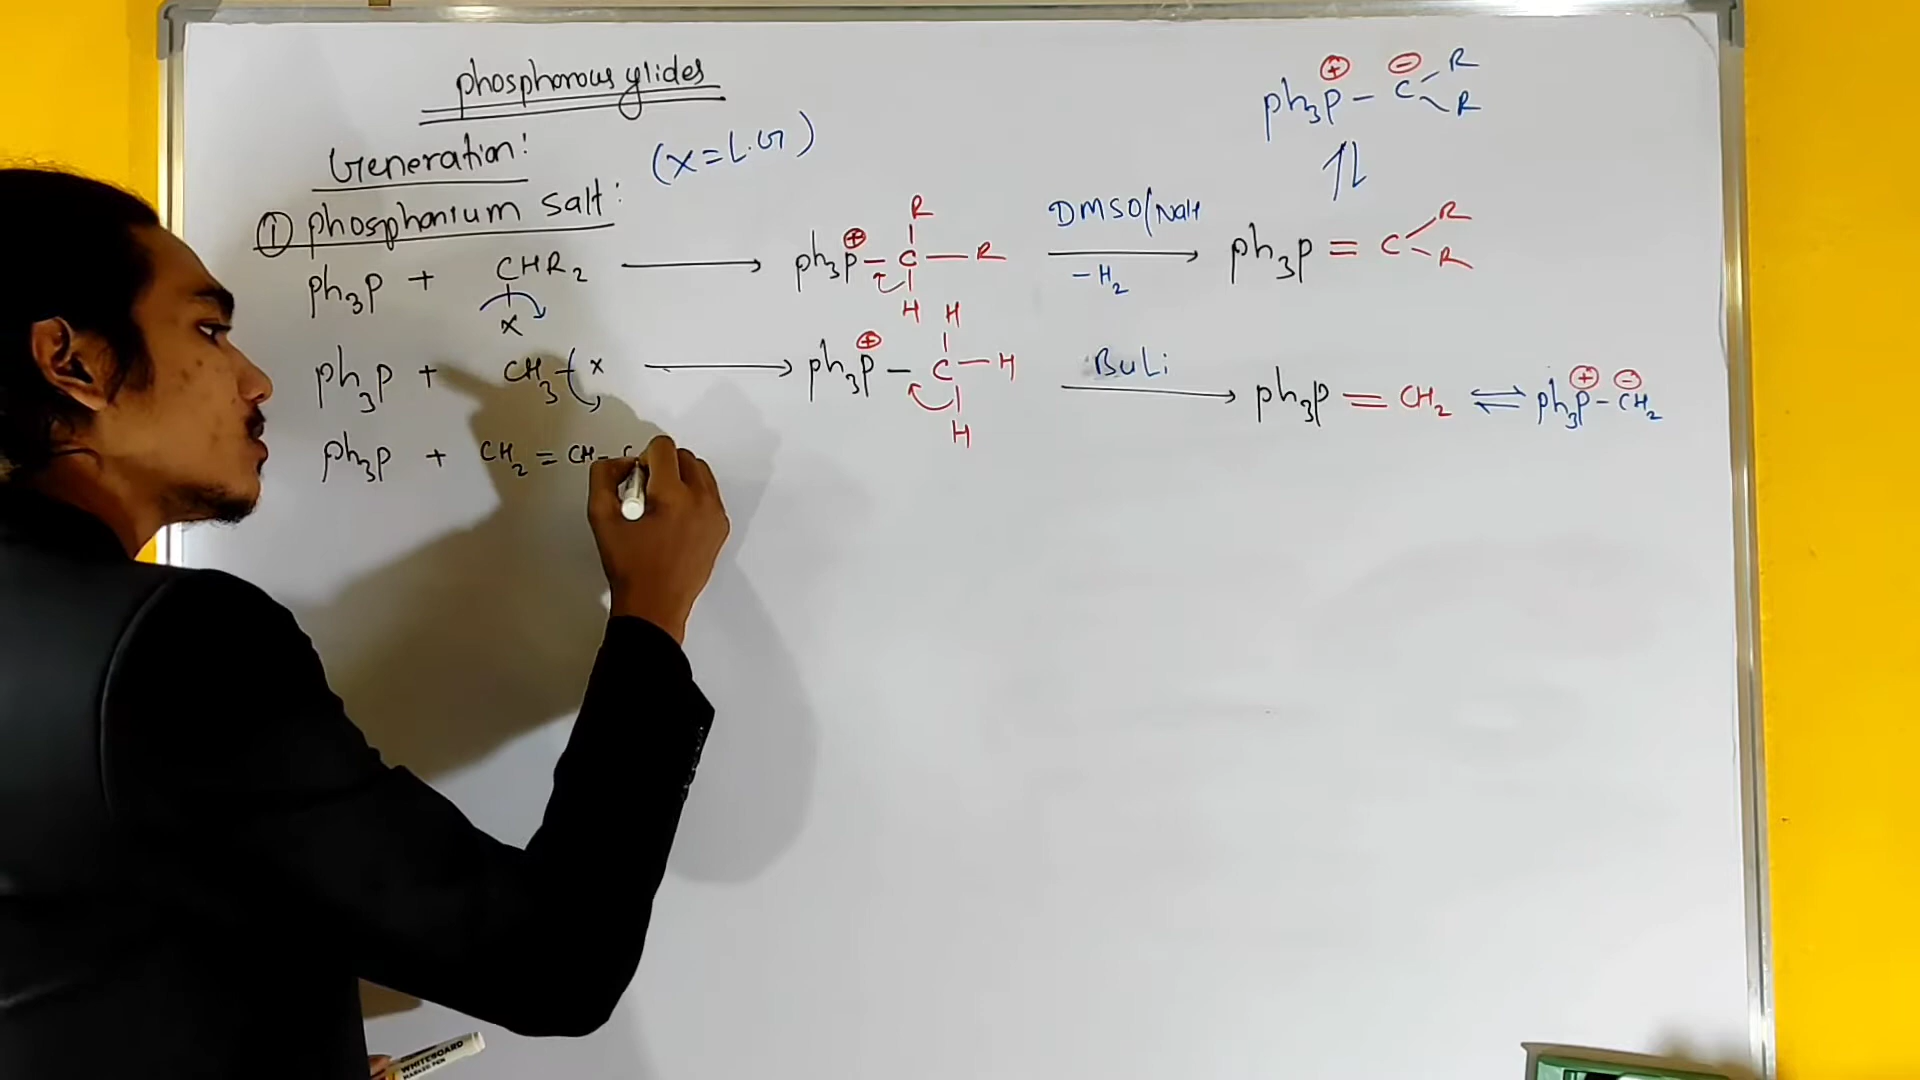 phosphorous ylides
Generation:
(X=L.G)
① phosphonium salt:
ph₃P + CHR₂ ⟶ ph₃P⊕–C–R DMSO/NaH ⟶ ph₃P = C R
X R H -H₂ R
ph₃P⊕ – C⊖ R
R
⇌
ph₃P + CH₃ – x ⟶ ph₃P⊕ – C – H BuLi ⟶ ph₃P = CH₂ ⇌ ph₃P⊕–C⊖H₂
H H
ph₃P + CH₂ = CH – C
WHITEBOARD
MARKER PEN